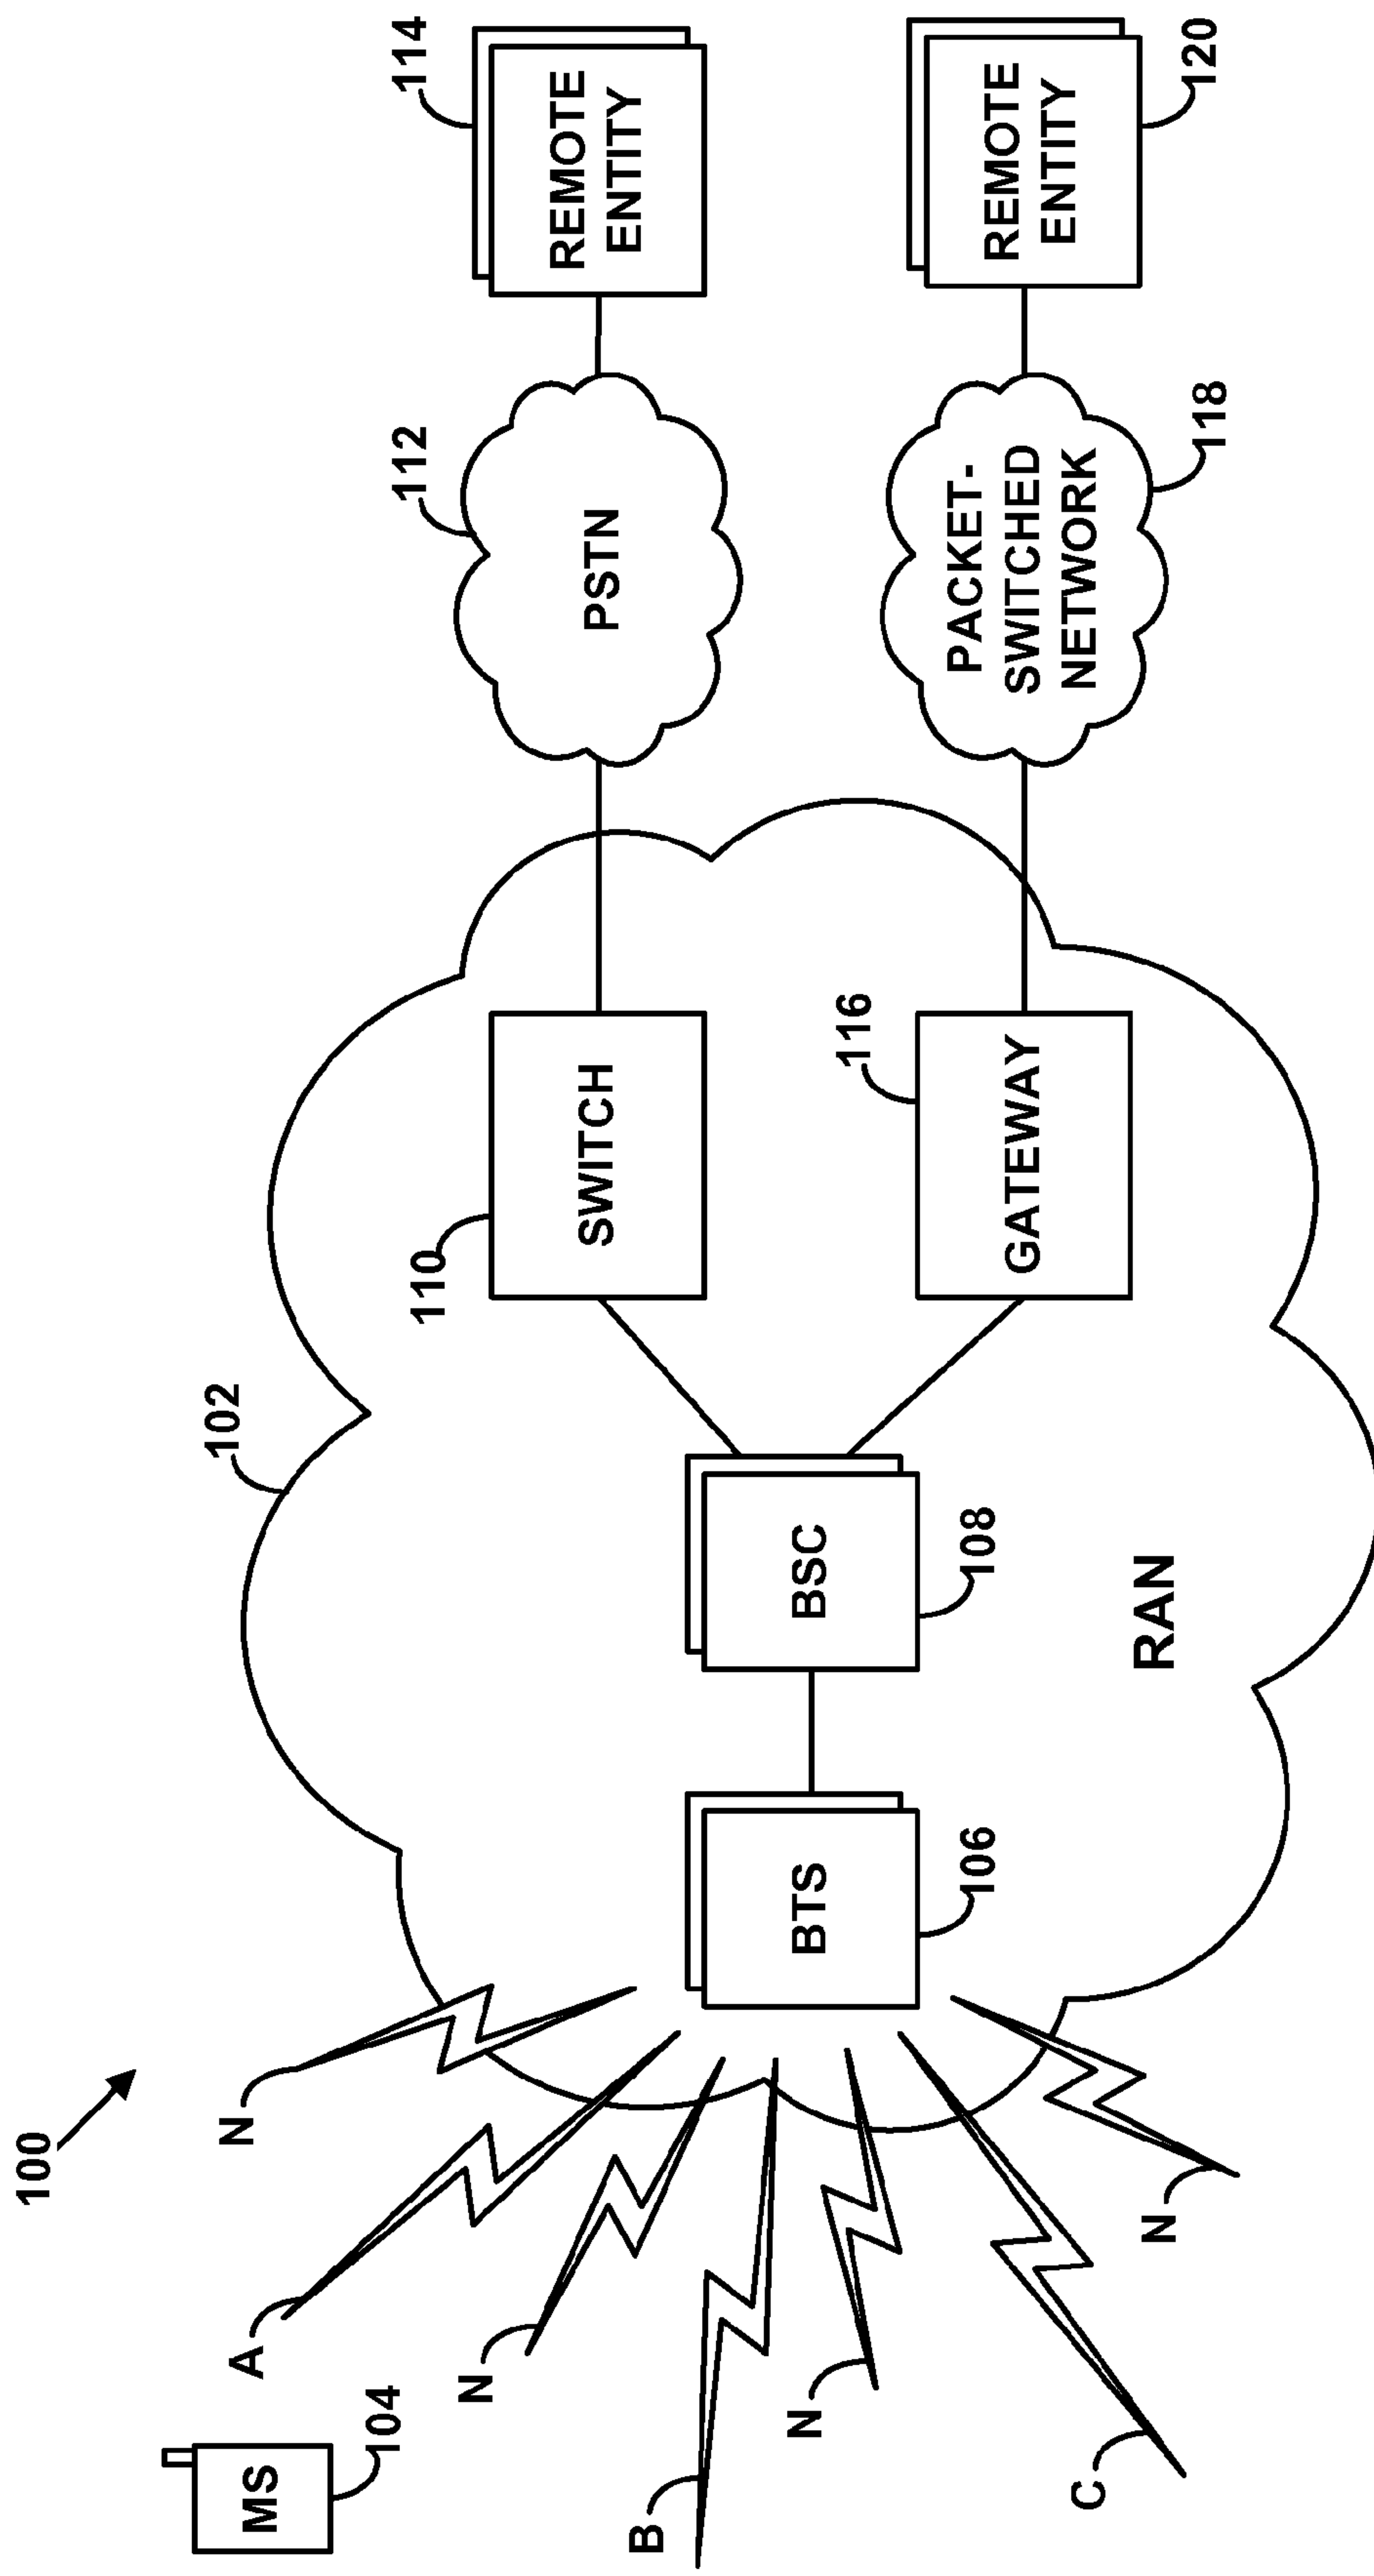 100
102
MS
104
N
A
N
B
N
C
N
BTS
106
BSC
108
RAN
110
SWITCH
116
GATEWAY
112
PSTN
PACKET-
SWITCHED
NETWORK
118
114
REMOTE
ENTITY
REMOTE
ENTITY
120